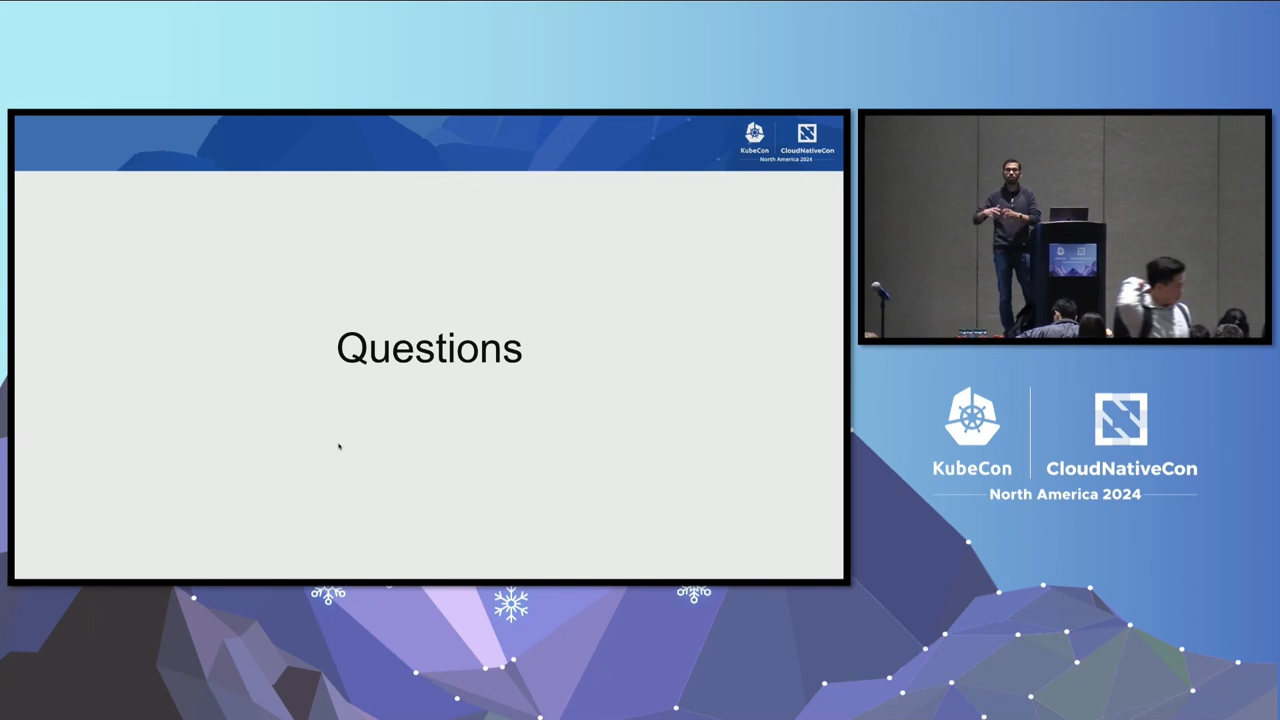 KubeCon
CloudNativeCon
North America 2024
Questions
KubeCon
CloudNativeCon
North America 2024